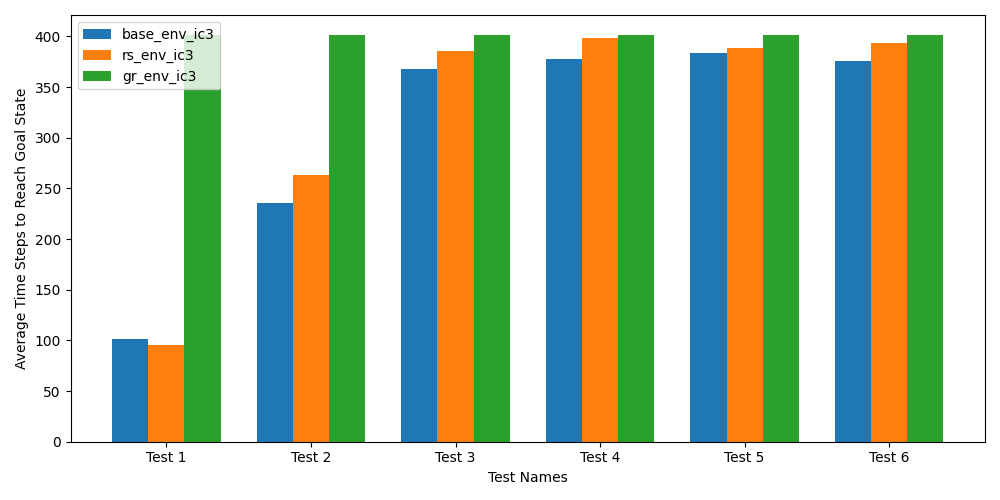 base_env_ic3
rs_env_ic3
gr_env_ic3
Average Time Steps to Reach Goal State
400
350
300
250
200
150
100
50
0
Test 1
Test 2
Test 3
Test 4
Test 5
Test 6
Test Names